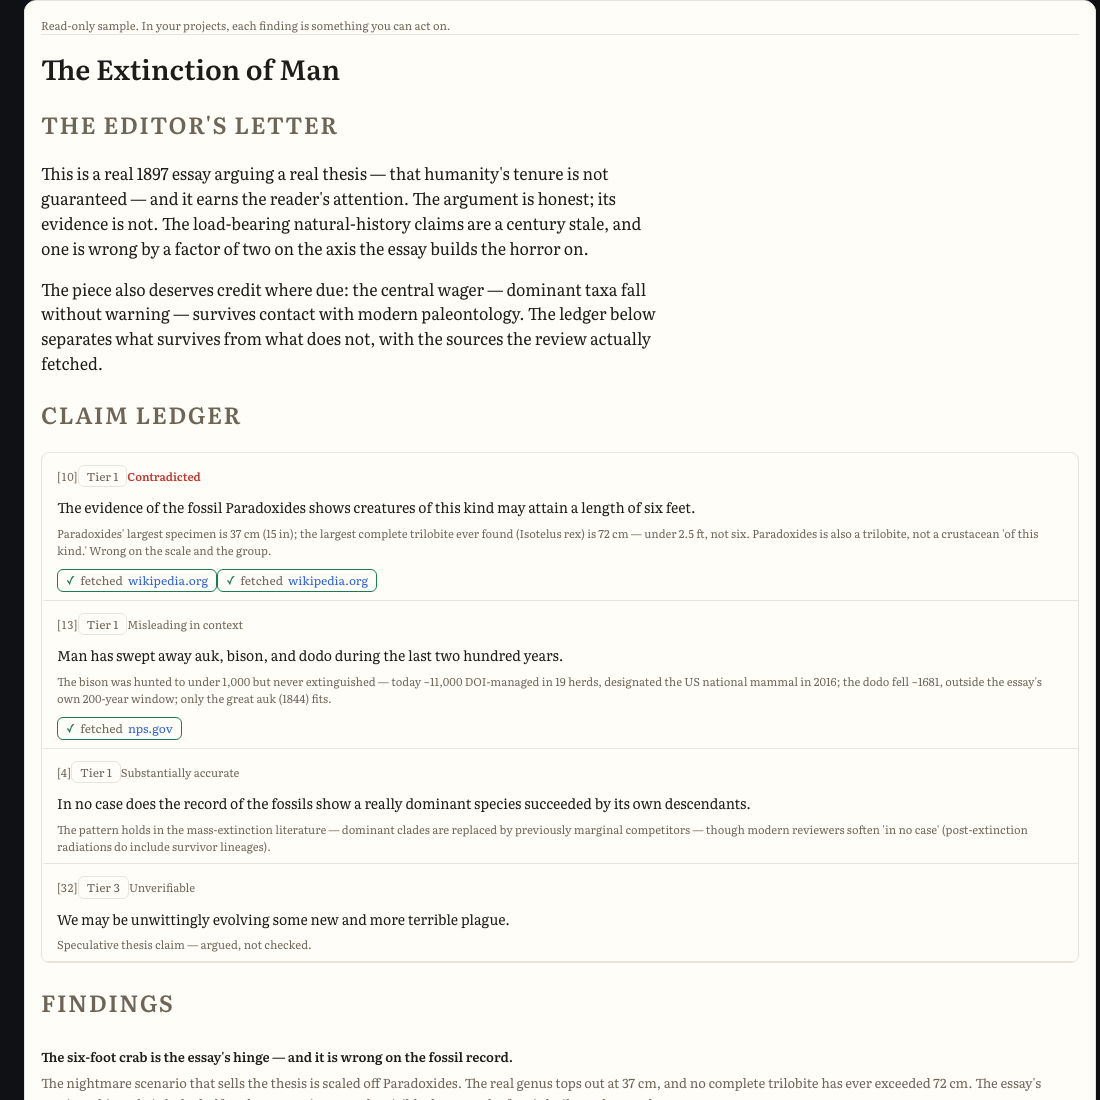 Read-only sample. In your projects, each finding is something you can act on.
The Extinction of Man
THE EDITOR'S LETTER
This is a real 1897 essay arguing a real thesis — that humanity's tenure is not
guaranteed — and it earns the reader's attention. The argument is honest; its
evidence is not. The load-bearing natural-history claims are a century stale, and
one is wrong by a factor of two on the axis the essay builds the horror on.
The piece also deserves credit where due: the central wager — dominant taxa fall
without warning — survives contact with modern paleontology. The ledger below
separates what survives from what does not, with the sources the review actually
fetched.
CLAIM LEDGER
[10] Tier 1 Contradicted
The evidence of the fossil Paradoxides shows creatures of this kind may attain a length of six feet.
Paradoxides' largest specimen is 37 cm (15 in); the largest complete trilobite ever found (Isotelus rex) is 72 cm — under 2.5 ft, not six. Paradoxides is also a trilobite, not a crustacean 'of this
kind.' Wrong on the scale and the group.
✓ fetched wikipedia.org ✓ fetched wikipedia.org
[13] Tier 1 Misleading in context
Man has swept away auk, bison, and dodo during the last two hundred years.
The bison was hunted to under 1,000 but never extinguished — today ~11,000 DOI-managed in 19 herds, designated the US national mammal in 2016; the dodo fell ~1681, outside the essay's
own 200-year window; only the great auk (1844) fits.
✓ fetched nps.gov
[4] Tier 1 Substantially accurate
In no case does the record of the fossils show a really dominant species succeeded by its own descendants.
The pattern holds in the mass-extinction literature — dominant clades are replaced by previously marginal competitors — though modern reviewers soften 'in no case' (post-extinction
radiations do include survivor lineages).
[32] Tier 3 Unverifiable
We may be unwittingly evolving some new and more terrible plague.
Speculative thesis claim — argued, not checked.
FINDINGS
The six-foot crab is the essay's hinge — and it is wrong on the fossil record.
The nightmare scenario that sells the thesis is scaled off Paradoxides. The real genus tops out at 37 cm, and no complete trilobite has ever exceeded 72 cm. The essay's